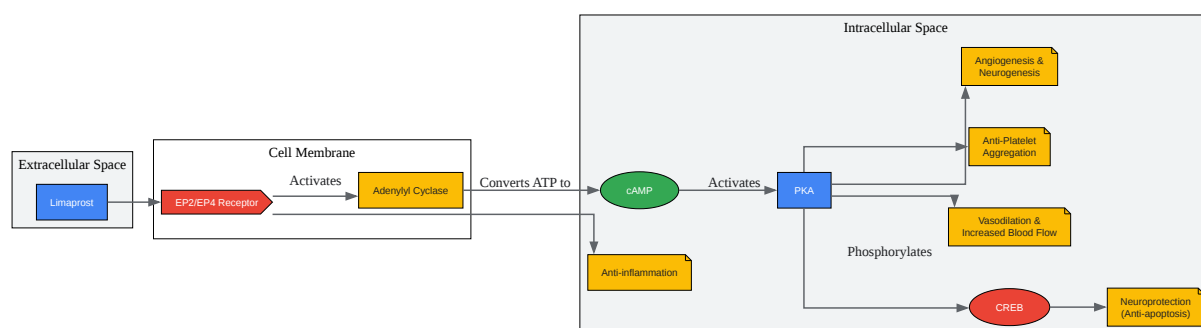 Intracellular Space
Angiogenesis &
Neurogenesis
Anti-Platelet
Aggregation
Extracellular Space
Cell Membrane
Limaprost
EP2/EP4 Receptor
Activates
Adenylyl Cyclase
Converts ATP to
cAMP
Activates
PKA
Vasodilation &
Increased Blood Flow
Phosphorylates
Anti-inflammation
CREB
Neuroprotection
(Anti-apoptosis)